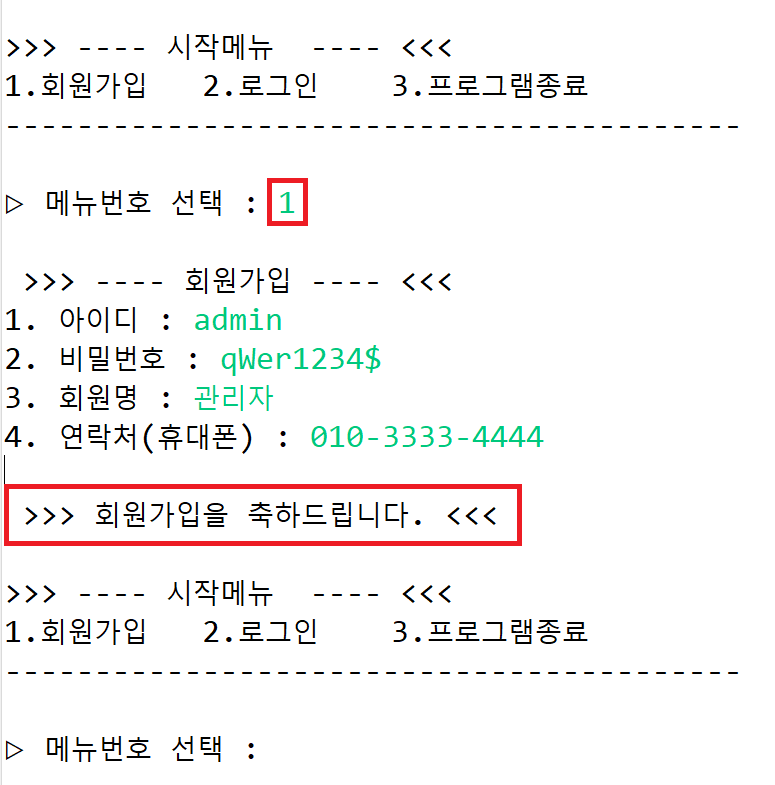 >>> ---- 시작메뉴  ---- <<<
1.회원가입   2.로그인    3.프로그램종료
-----------------------------------------
▷ 메뉴번호 선택 : 1
>>> ---- 회원가입 ---- <<<
1. 아이디 : admin
2. 비밀번호 : qWer1234$
3. 회원명 : 관리자
4. 연락처(휴대폰) : 010-3333-4444
>>> 회원가입을 축하드립니다. <<<
>>> ---- 시작메뉴  ---- <<<
1.회원가입   2.로그인    3.프로그램종료
-----------------------------------------
▷ 메뉴번호 선택 :